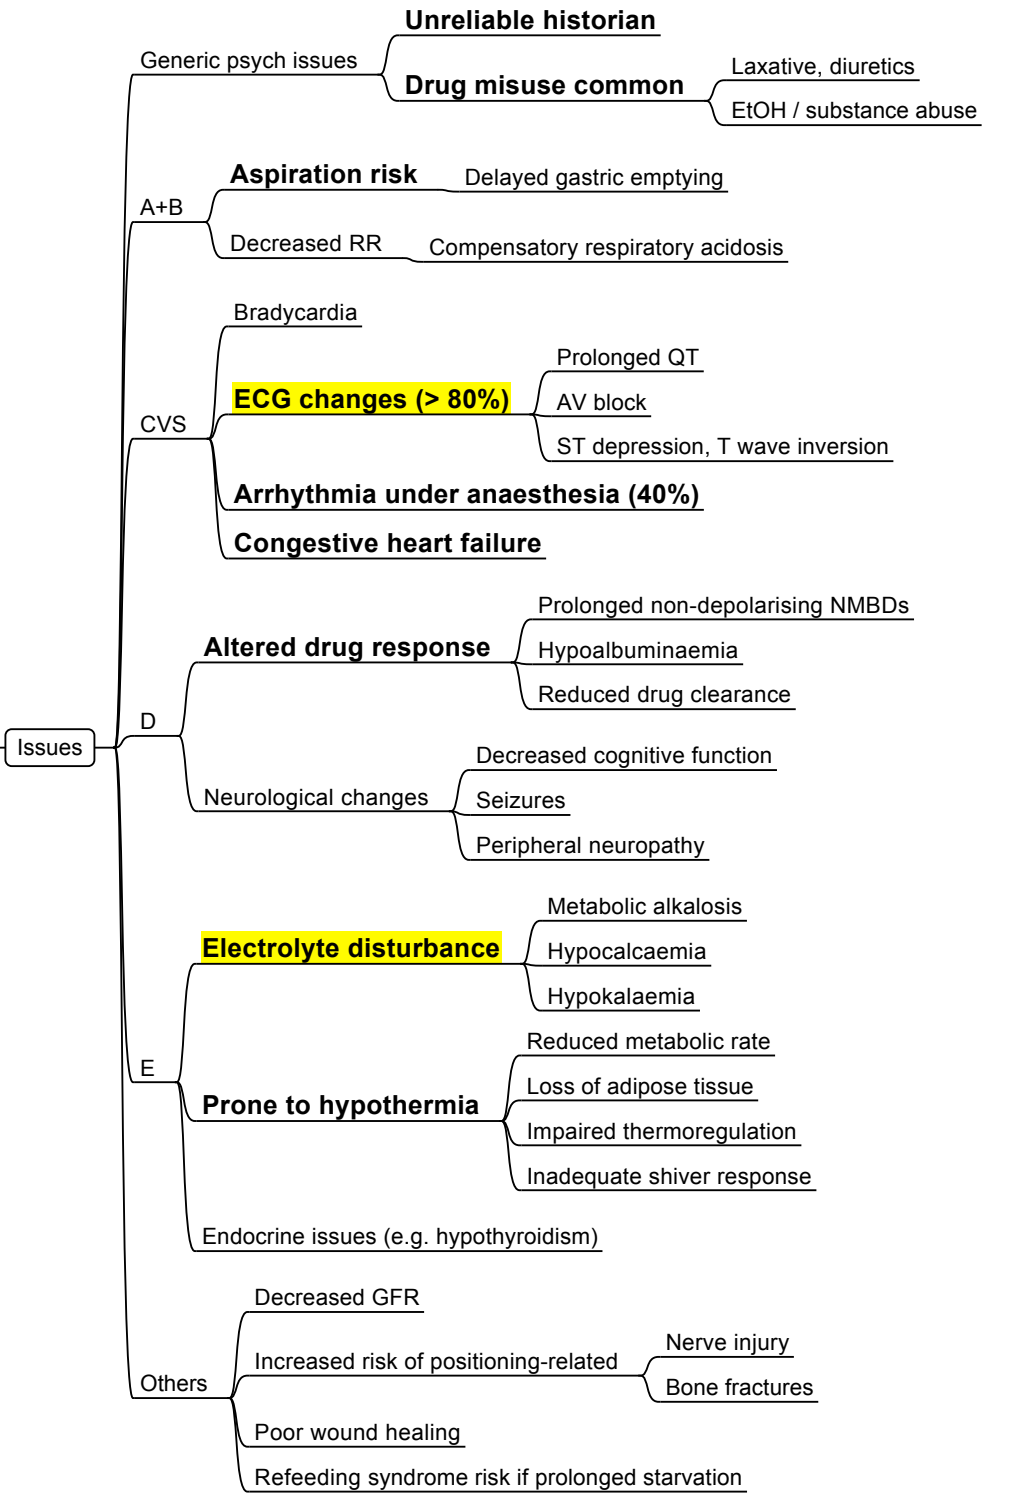 Issues
Generic psych issues
Unreliable historian
Drug misuse common
Laxative, diuretics
EtOH / substance abuse
A+B
Aspiration risk
Delayed gastric emptying
Decreased RR
Compensatory respiratory acidosis
CVS
Bradycardia
ECG changes (> 80%)
Prolonged QT
AV block
ST depression, T wave inversion
Arrhythmia under anaesthesia (40%)
Congestive heart failure
D
Altered drug response
Prolonged non-depolarising NMBDs
Hypoalbuminaemia
Reduced drug clearance
Neurological changes
Decreased cognitive function
Seizures
Peripheral neuropathy
E
Electrolyte disturbance
Metabolic alkalosis
Hypocalcaemia
Hypokalaemia
Prone to hypothermia
Reduced metabolic rate
Loss of adipose tissue
Impaired thermoregulation
Inadequate shiver response
Endocrine issues (e.g. hypothyroidism)
Others
Decreased GFR
Increased risk of positioning-related
Nerve injury
Bone fractures
Poor wound healing
Refeeding syndrome risk if prolonged starvation